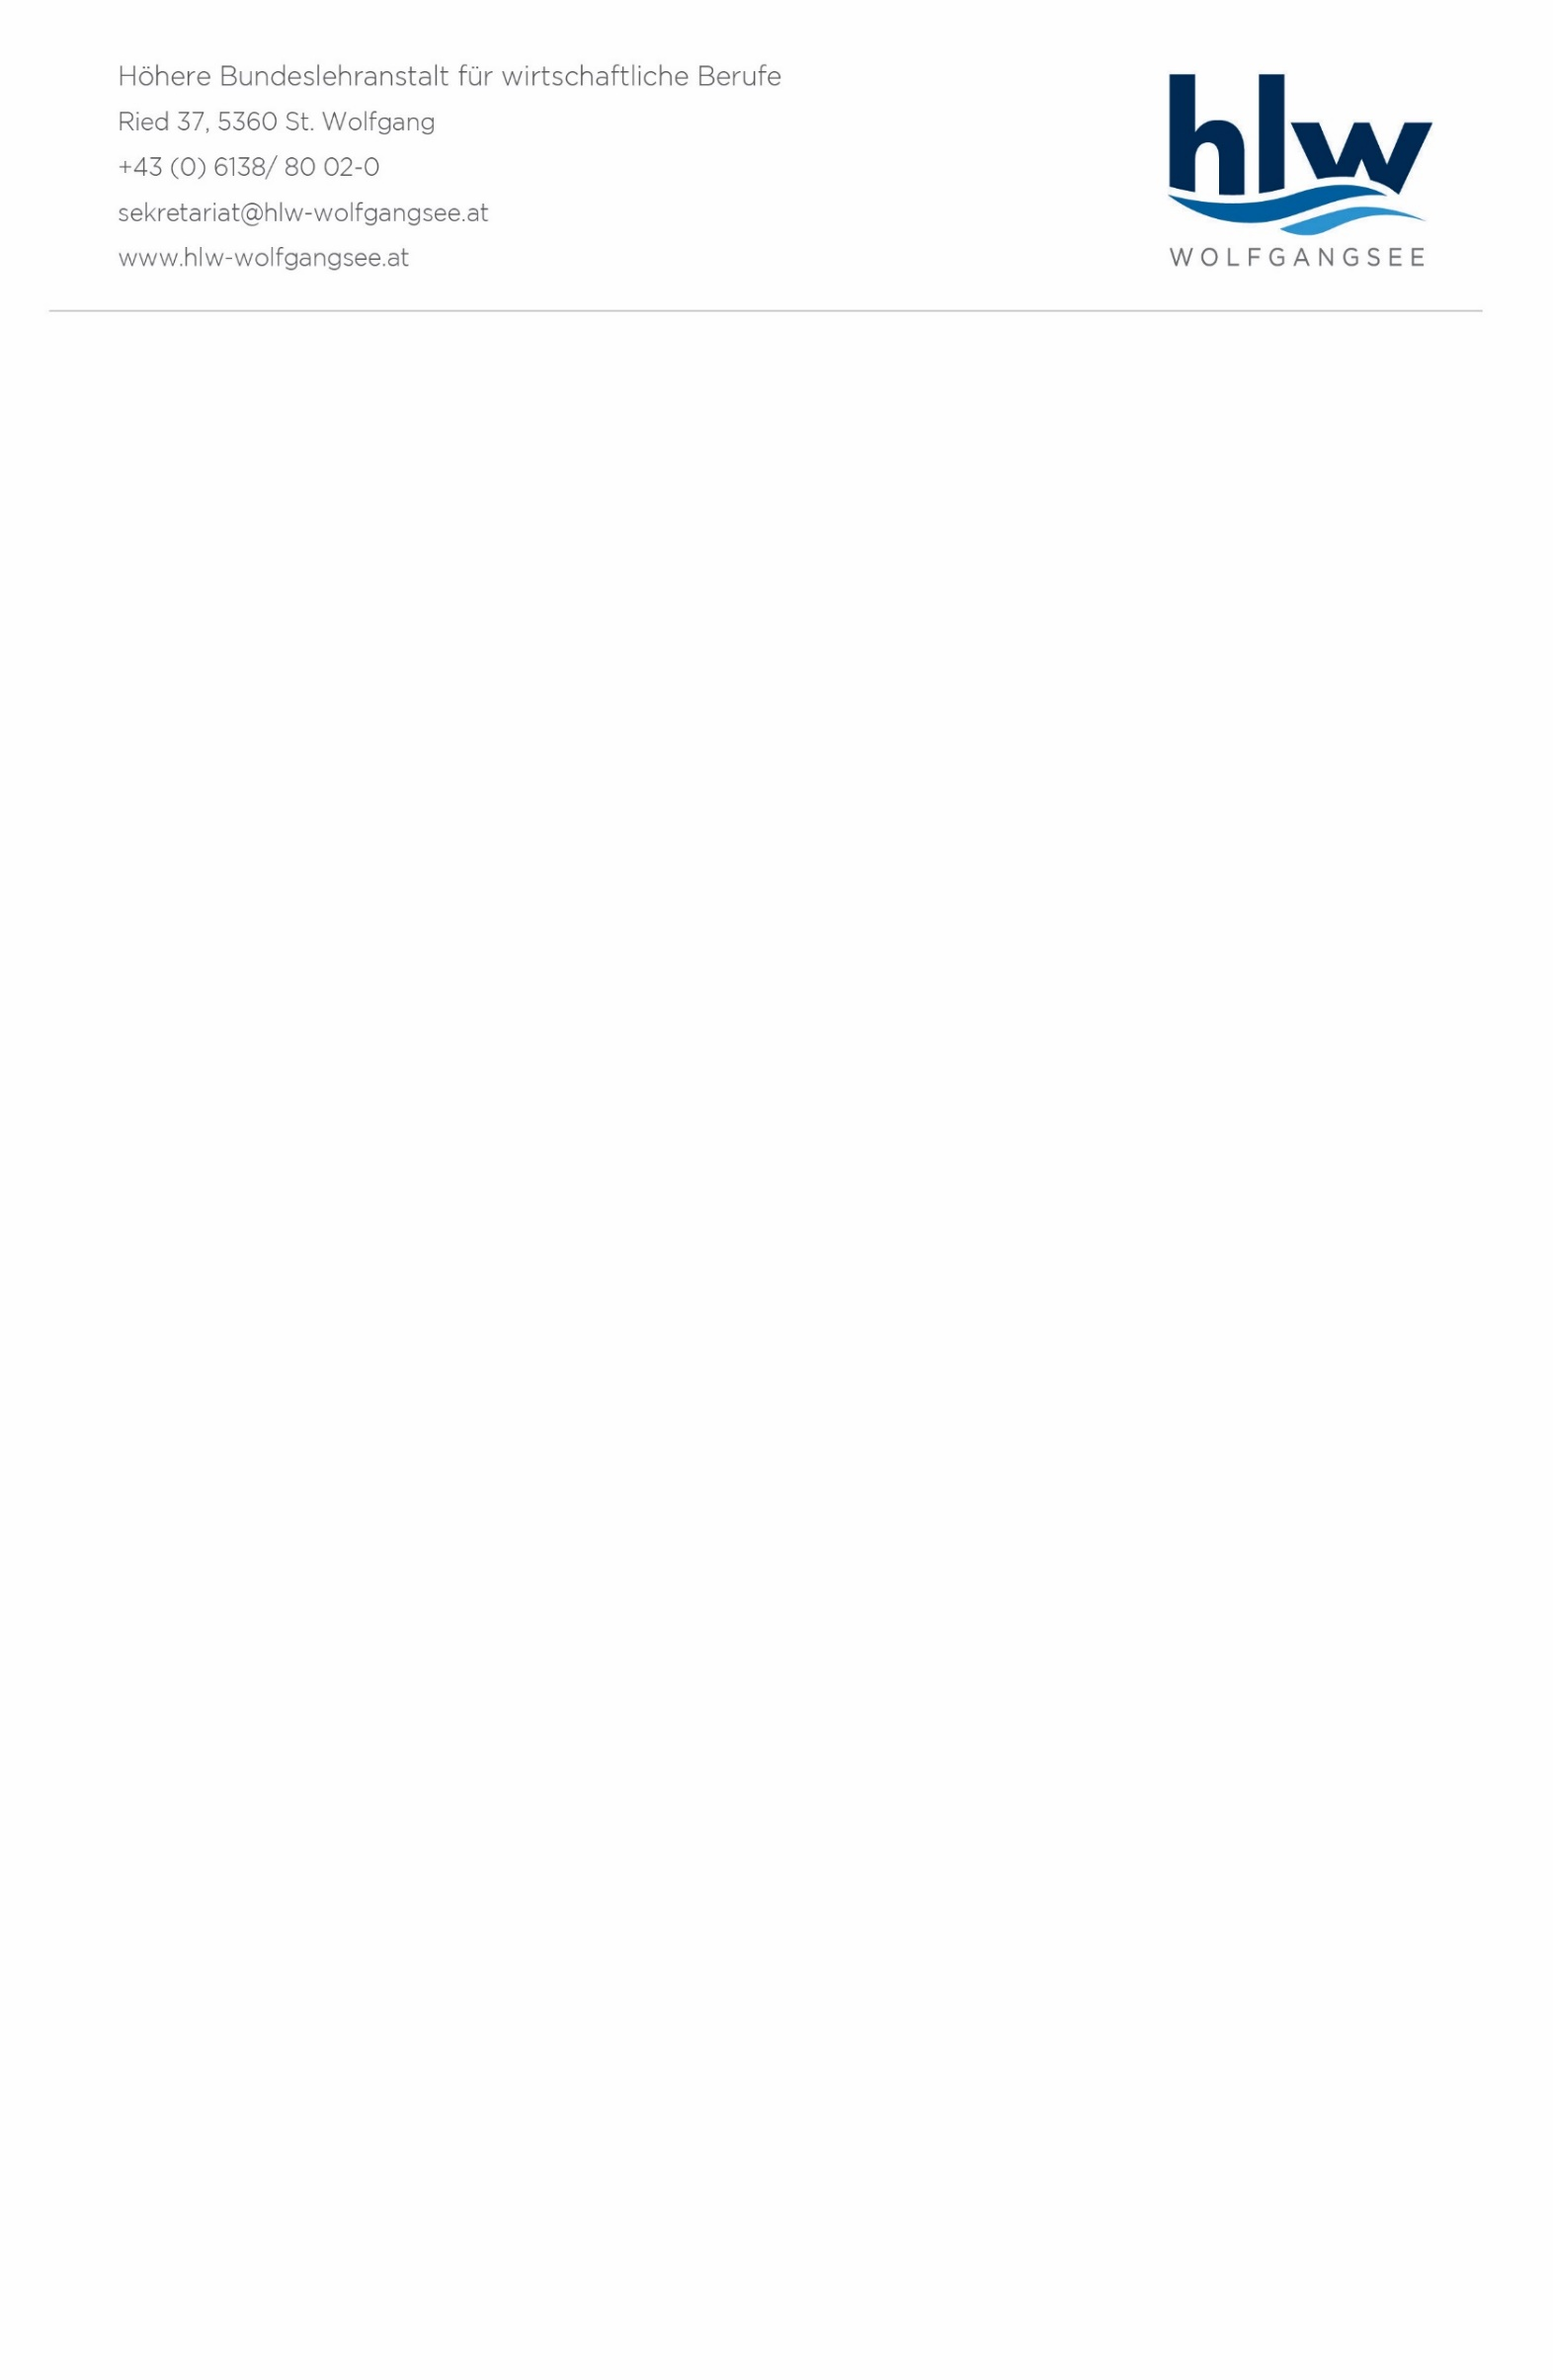 Höhere Bundeslehranstalt für wirtschaftliche Berufe
Ried 37, 5360 St. Wolfgang
+43 (0) 6138/ 80 02-0
sekretariat@hlw-wolfgangsee.at
www.hlw-wolfgangsee.at
hlw
WOLFGANGSEE